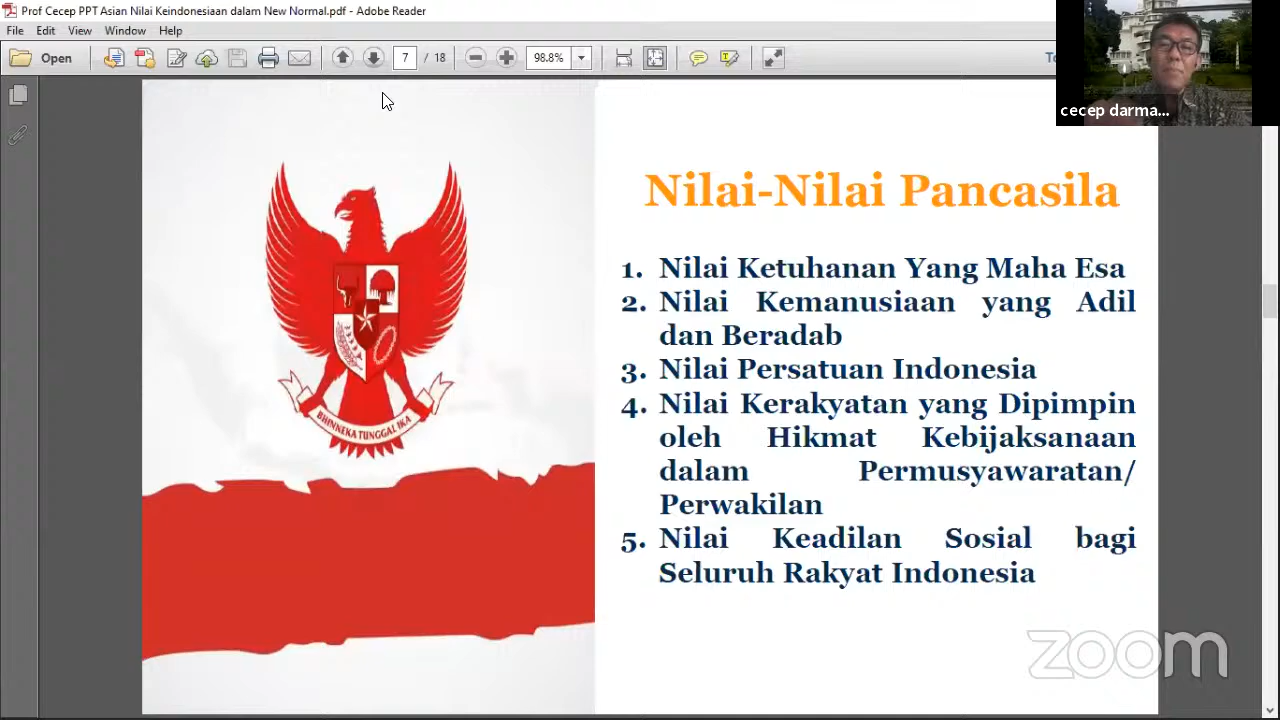 Prof Cecep PPT Asian Nilai Keindonesiaan dalam New Normal.pdf - Adobe Reader
File Edit View Window Help
Open 7 / 18 98.8% To
cecep darma...
BHINNEKA TUNGGAL IKA
Nilai-Nilai Pancasila
1. Nilai Ketuhanan Yang Maha Esa
2. Nilai Kemanusiaan yang Adil
dan Beradab
3. Nilai Persatuan Indonesia
4. Nilai Kerakyatan yang Dipimpin
oleh Hikmat Kebijaksanaan
dalam Permusyawaratan/
Perwakilan
5. Nilai Keadilan Sosial bagi
Seluruh Rakyat Indonesia
zoom